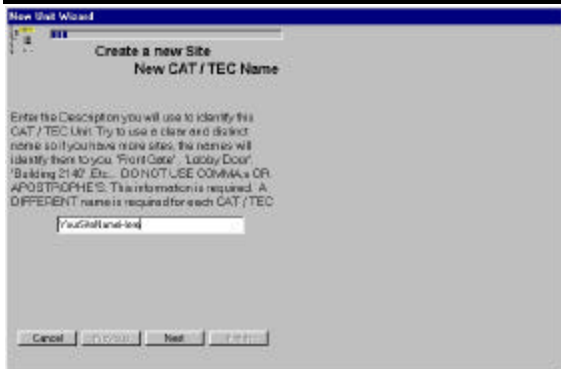 New Unit Wizard
Create a new Site
New CAT / TEC Name
Enter the Description you will use to identify this
CAT / TEC Unit. Try to use a clear and distinct
name so if you have more sites, the names will
identify them to you. 'Front Gate' , 'Lobby Door',
'Building 2140' ,Etc... DO NOT USE COMMA,s OR
APOSTROPHE'S. This information is required. A
DIFFERENT name is required for each CAT / TEC
YourSiteNameHere
Cancel
Previous
Next
Finish